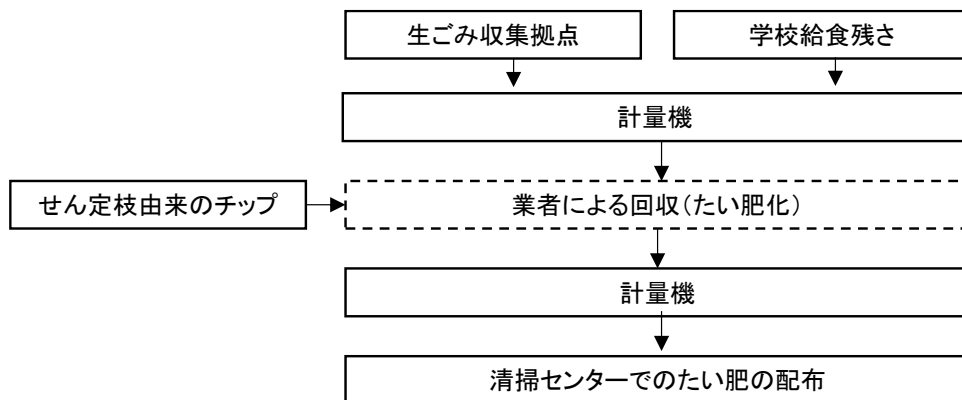 生ごみ収集拠点
学校給食残さ
計量機
せん定枝由来のチップ
業者による回収(たい肥化)
計量機
清掃センターでのたい肥の配布